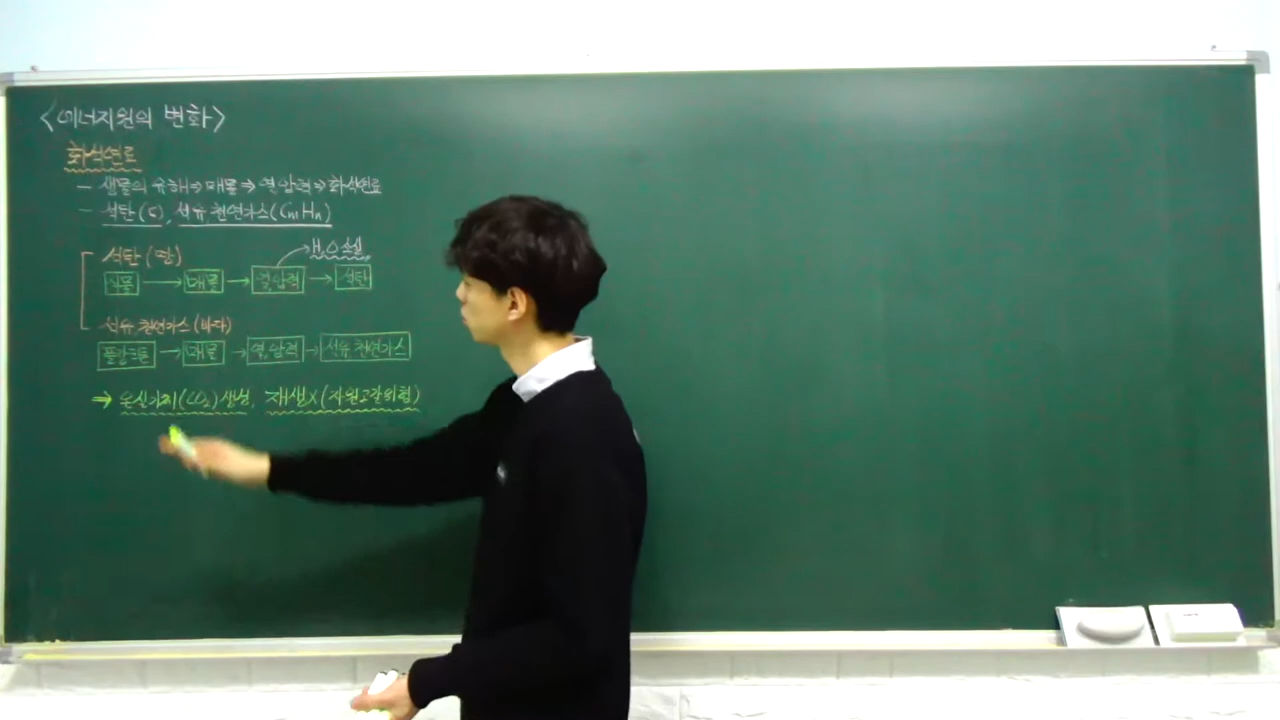 <에너지원의 변화>
화석연료
- 생물의 유해⇒매몰⇒열압력⇒화석연료
- 석탄(C), 석유 천연가스(CmHn)
석탄(땅)
H₂O 손실
식물 → 매몰 → 열, 압력 → 석탄
석유 천연가스(바다)
플랑크톤 → 매몰 → 열, 압력 → 석유 천연가스
⇒ 온실기체(CO₂)생성, 재생X(자원고갈위험)